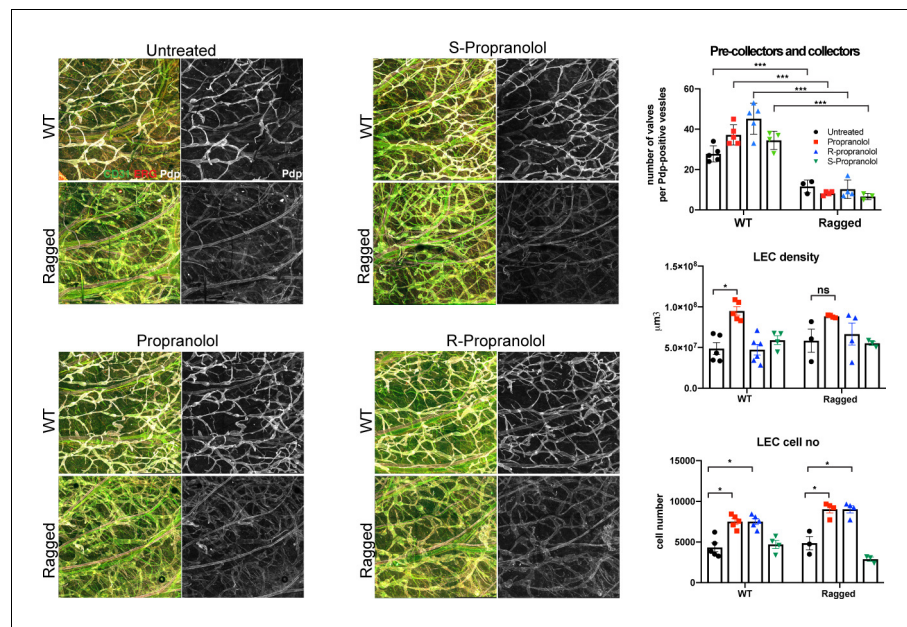 Untreated
WT
ERG
Pdp
Pdp
Ragged
S-Propranolol
WT
Ragged
Propranolol
WT
Ragged
R-Propranolol
WT
Ragged
Pre-collectors and collectors
number of valves
per Pdp-positive vessles
60
40
20
0
***
***
***
***
Untreated
Propranolol
R-propranolol
S-Propranolol
WT
Ragged
LEC density
μm3
1.5×10⁸
1.0×10⁸
5.0×10⁷
0.0
*
ns
WT
Ragged
LEC cell no
cell number
15000
10000
5000
0
*
*
*
*
WT
Ragged